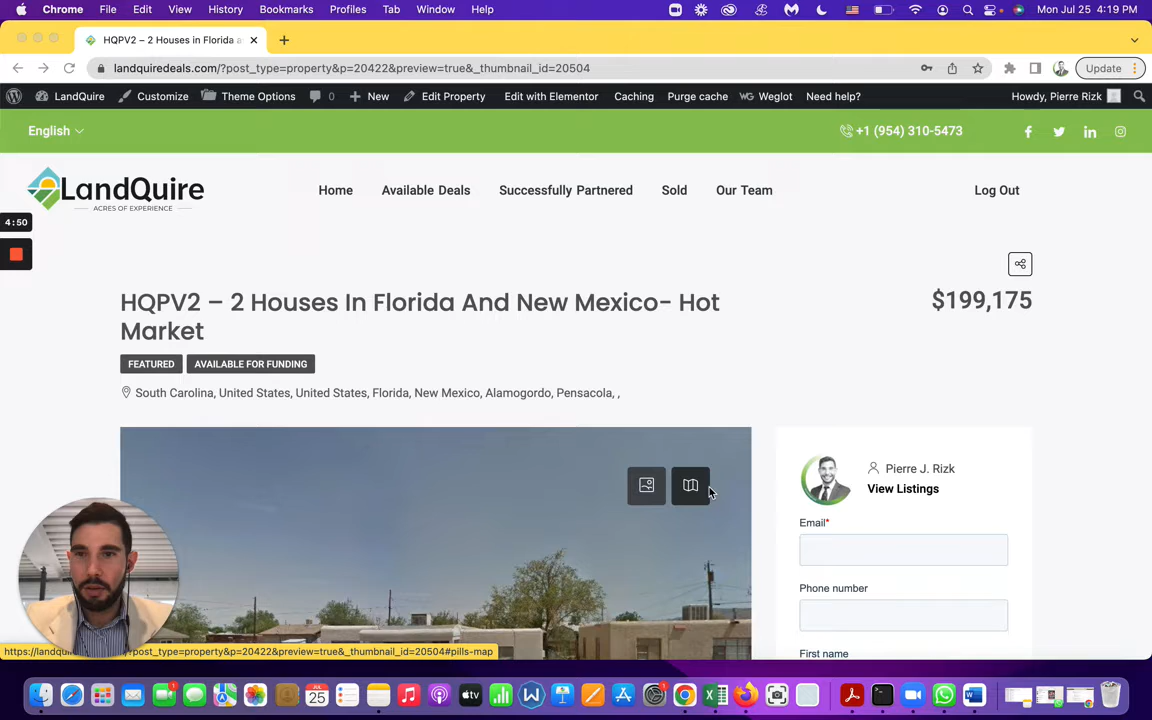 Chrome File Edit View History Bookmarks Profiles Tab Window Help Mon Jul 25 4:19 PM
HQPV2 – 2 Houses in Florida a
landquiredeals.com/?post_type=property&p=20422&preview=true&_thumbnail_id=20504 Update
LandQuire Customize Theme Options 0 New Edit Property Edit with Elementor Caching Purge cache WG Weglot Need help? Howdy, Pierre Rizk
English +1 (954) 310-5473
LandQuire
ACRES OF EXPERIENCE
Home Available Deals Successfully Partnered Sold Our Team Log Out
4:50
HQPV2 – 2 Houses In Florida And New Mexico- Hot
Market
$199,175
FEATURED AVAILABLE FOR FUNDING
South Carolina, United States, United States, Florida, New Mexico, Alamogordo, Pensacola, ,
Pierre J. Rizk
View Listings
Email*
Phone number
First name
https://landqu ?post_type=property&p=20422&preview=true&_thumbnail_id=20504#pills-map